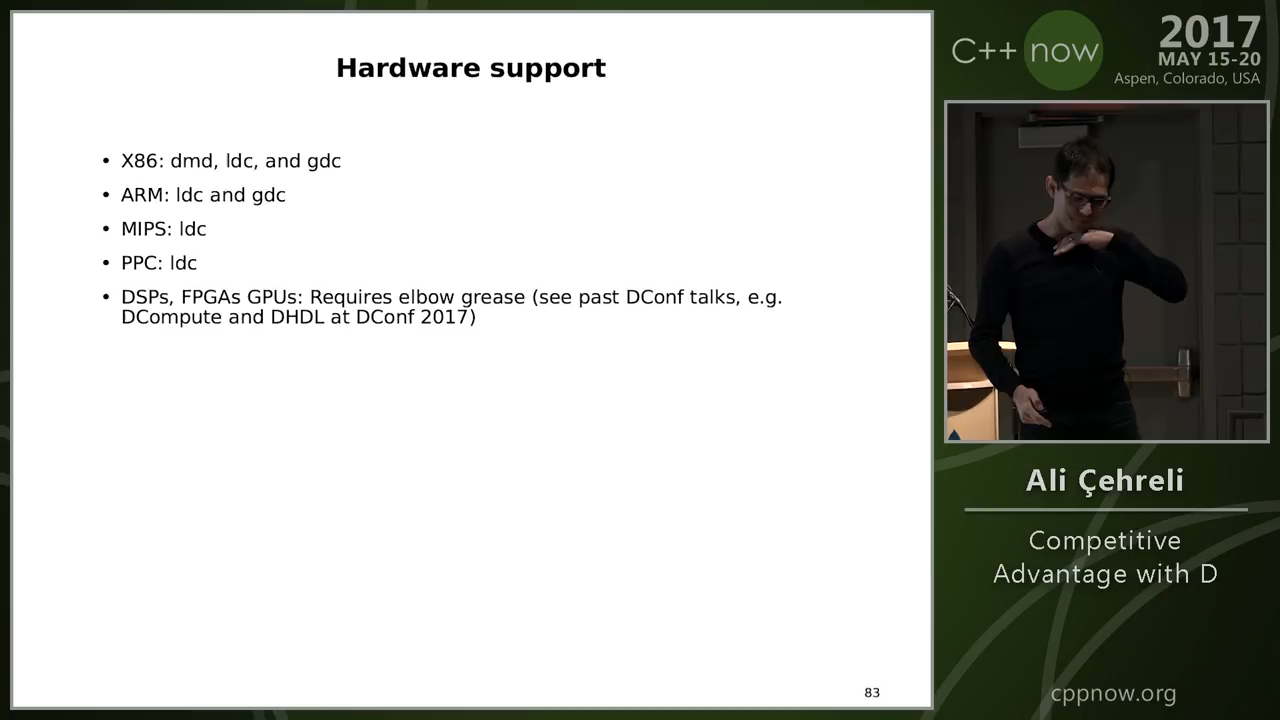 Hardware support
• X86: dmd, ldc, and gdc
• ARM: ldc and gdc
• MIPS: ldc
• PPC: ldc
• DSPs, FPGAs GPUs: Requires elbow grease (see past DConf talks, e.g.
DCompute and DHDL at DConf 2017)
83
C++ now
2017
MAY 15-20
Aspen, Colorado, USA
Ali Çehreli
Competitive
Advantage with D
cppnow.org